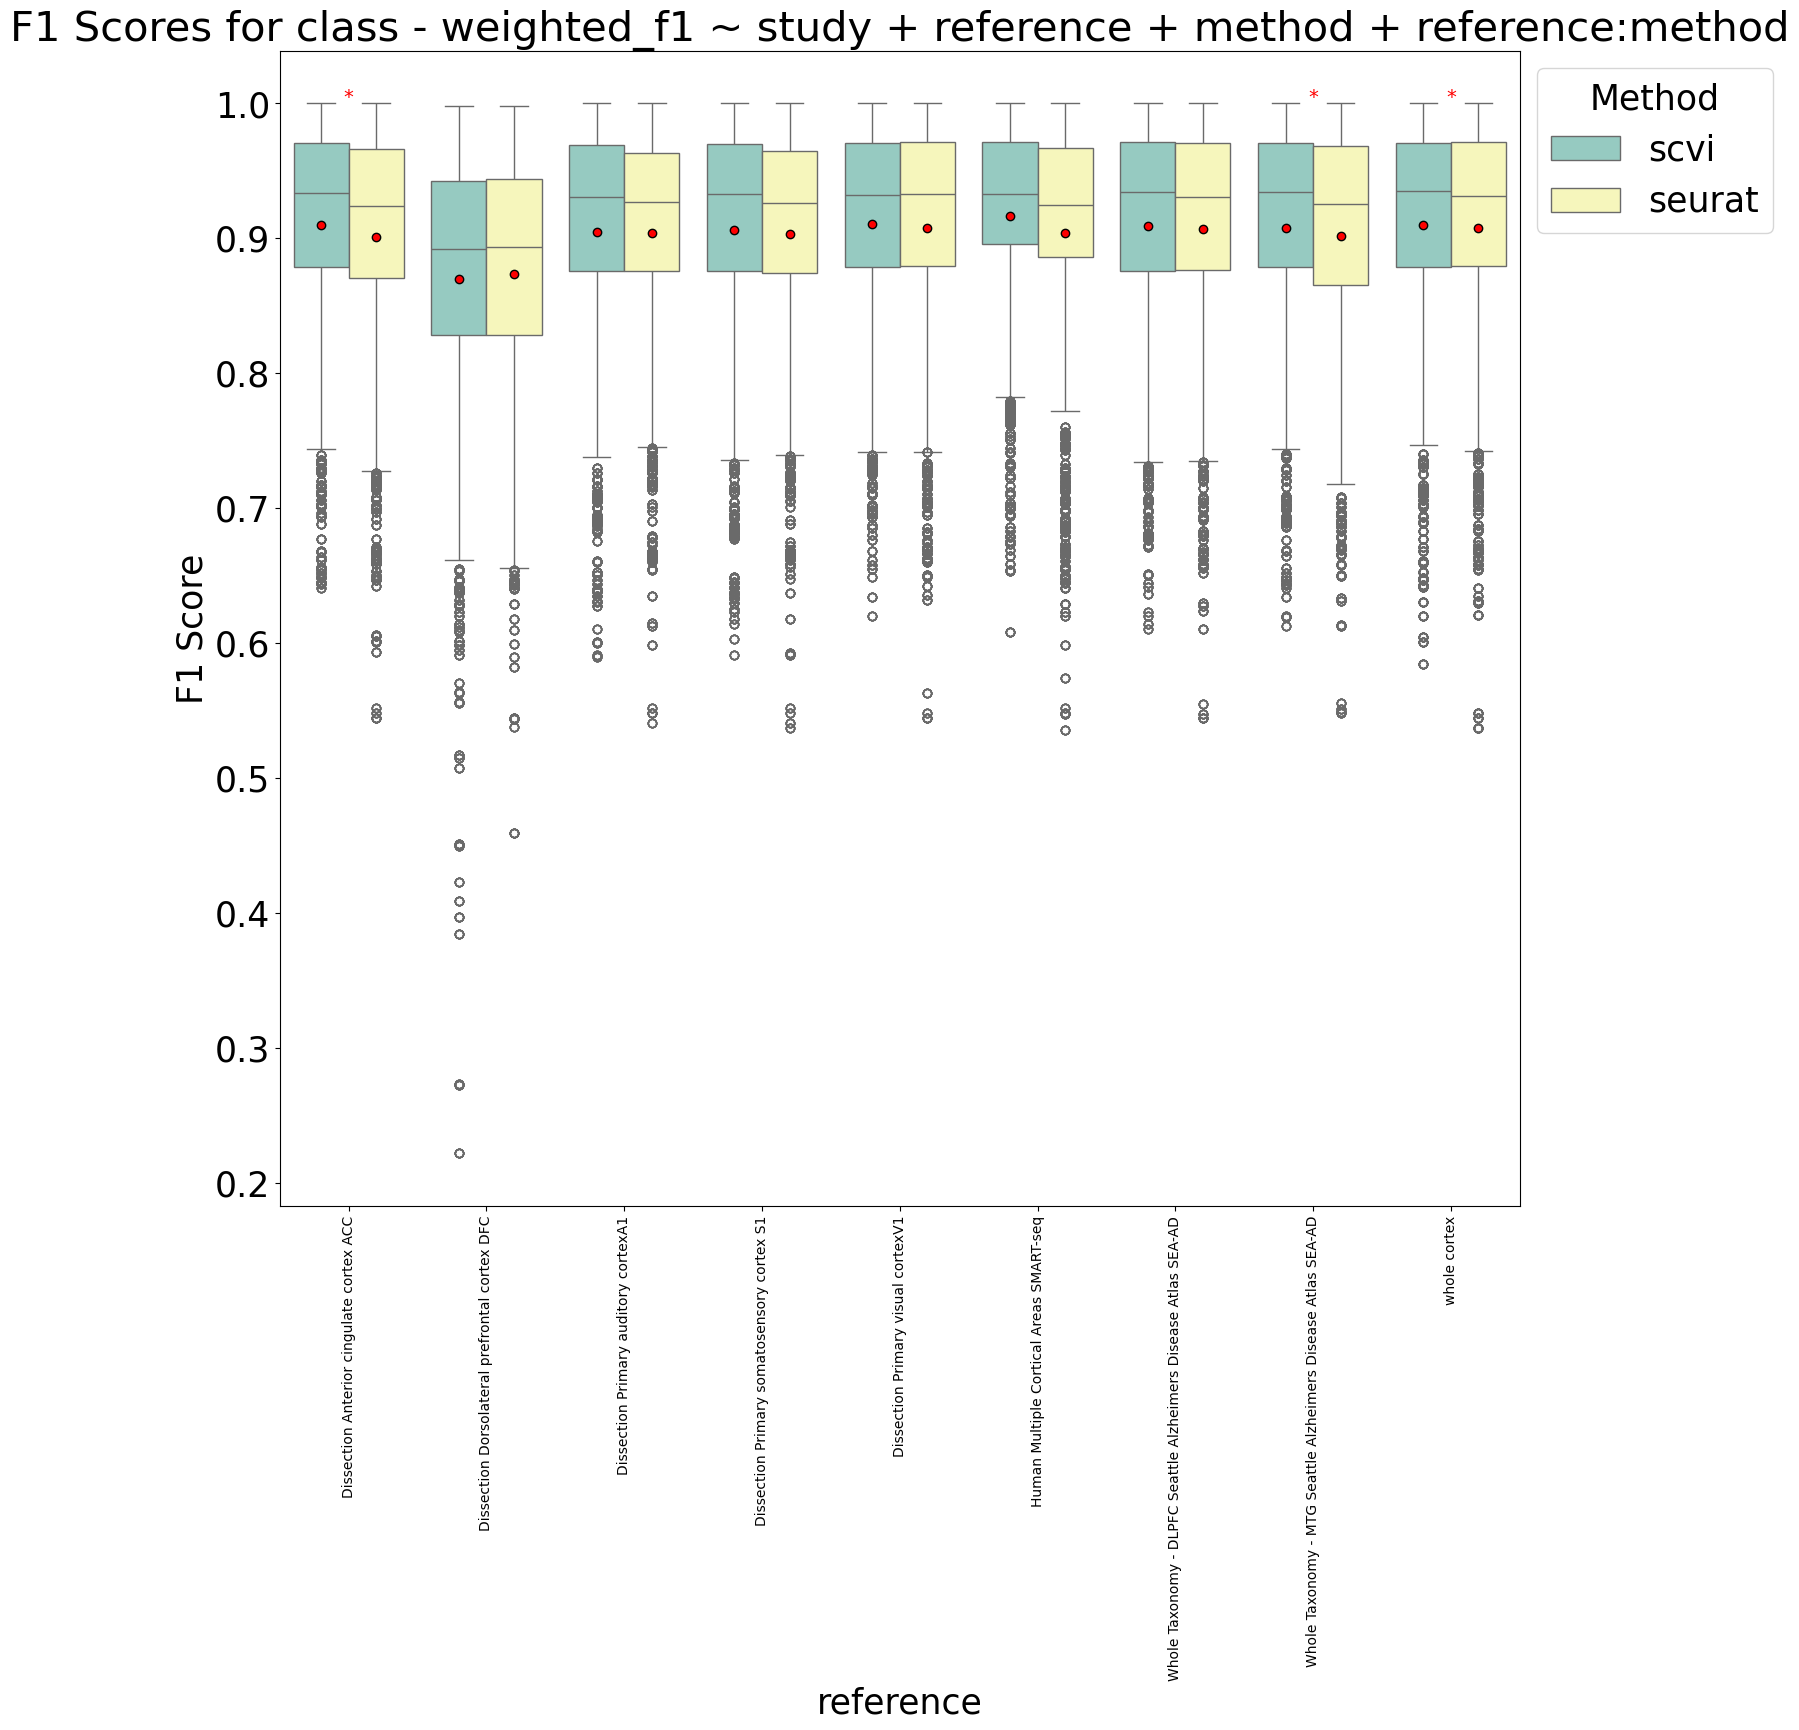 F1 Scores for class - weighted_f1 ~ study + reference + method + reference:method
Method
scvi
seurat
*
*
*
F1 Score
1.0
0.9
0.8
0.7
0.6
0.5
0.4
0.3
0.2
Dissection Anterior cingulate cortex ACC
Dissection Dorsolateral prefrontal cortex DFC
Dissection Primary auditory cortexA1
Dissection Primary somatosensory cortex S1
Dissection Primary visual cortexV1
Human Multiple Cortical Areas SMART-seq
Whole Taxonomy - DLPFC Seattle Alzheimers Disease Atlas SEA-AD
Whole Taxonomy - MTG Seattle Alzheimers Disease Atlas SEA-AD
whole cortex
reference